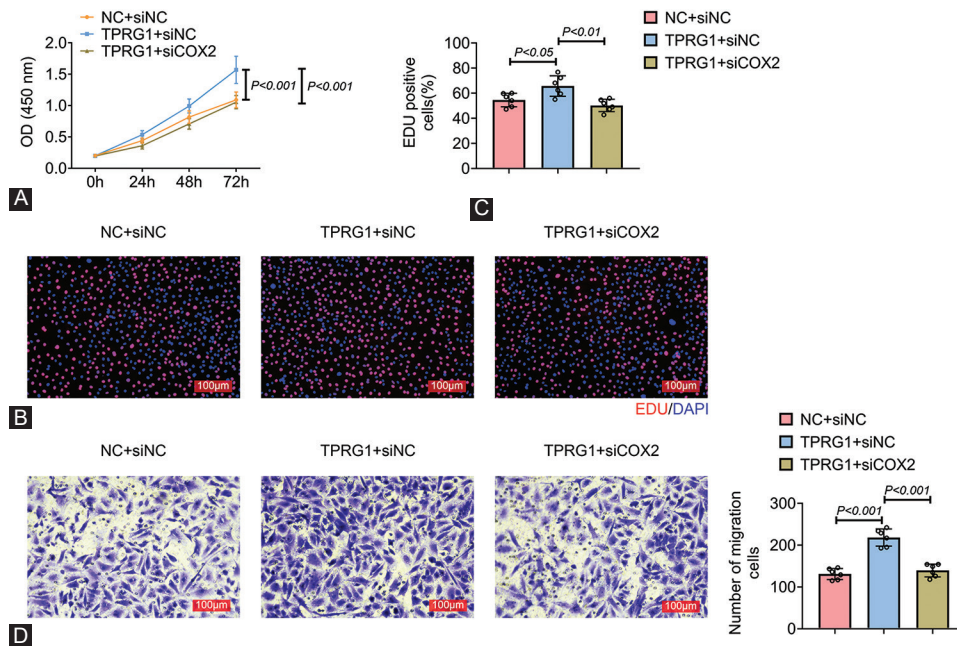 NC+siNC
TPRG1+siNC
TPRG1+siCOX2
OD (450 nm)
2.0
1.5
1.0
0.5
0.0
0h 24h 48h 72h
P<0.001
P<0.001
A
NC+siNC
TPRG1+siNC
TPRG1+siCOX2
EDU positive
cells(%)
100
80
60
40
20
0
P<0.05
P<0.01
C
NC+siNC TPRG1+siNC TPRG1+siCOX2
100μm 100μm 100μm
EDU/DAPI
B
NC+siNC TPRG1+siNC TPRG1+siCOX2
100μm 100μm 100μm
D
NC+siNC
TPRG1+siNC
TPRG1+siCOX2
Number of migration
cells
300
200
100
0
P<0.001
P<0.001